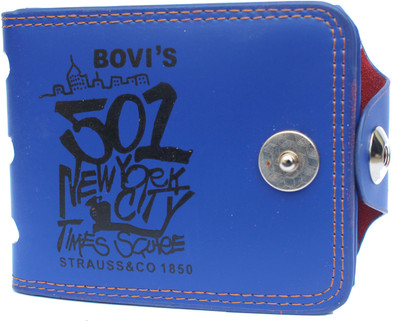 BOVI'S
501
NEW YORK
CITY
TIMES SQUARE
STRAUSS&CO 1850